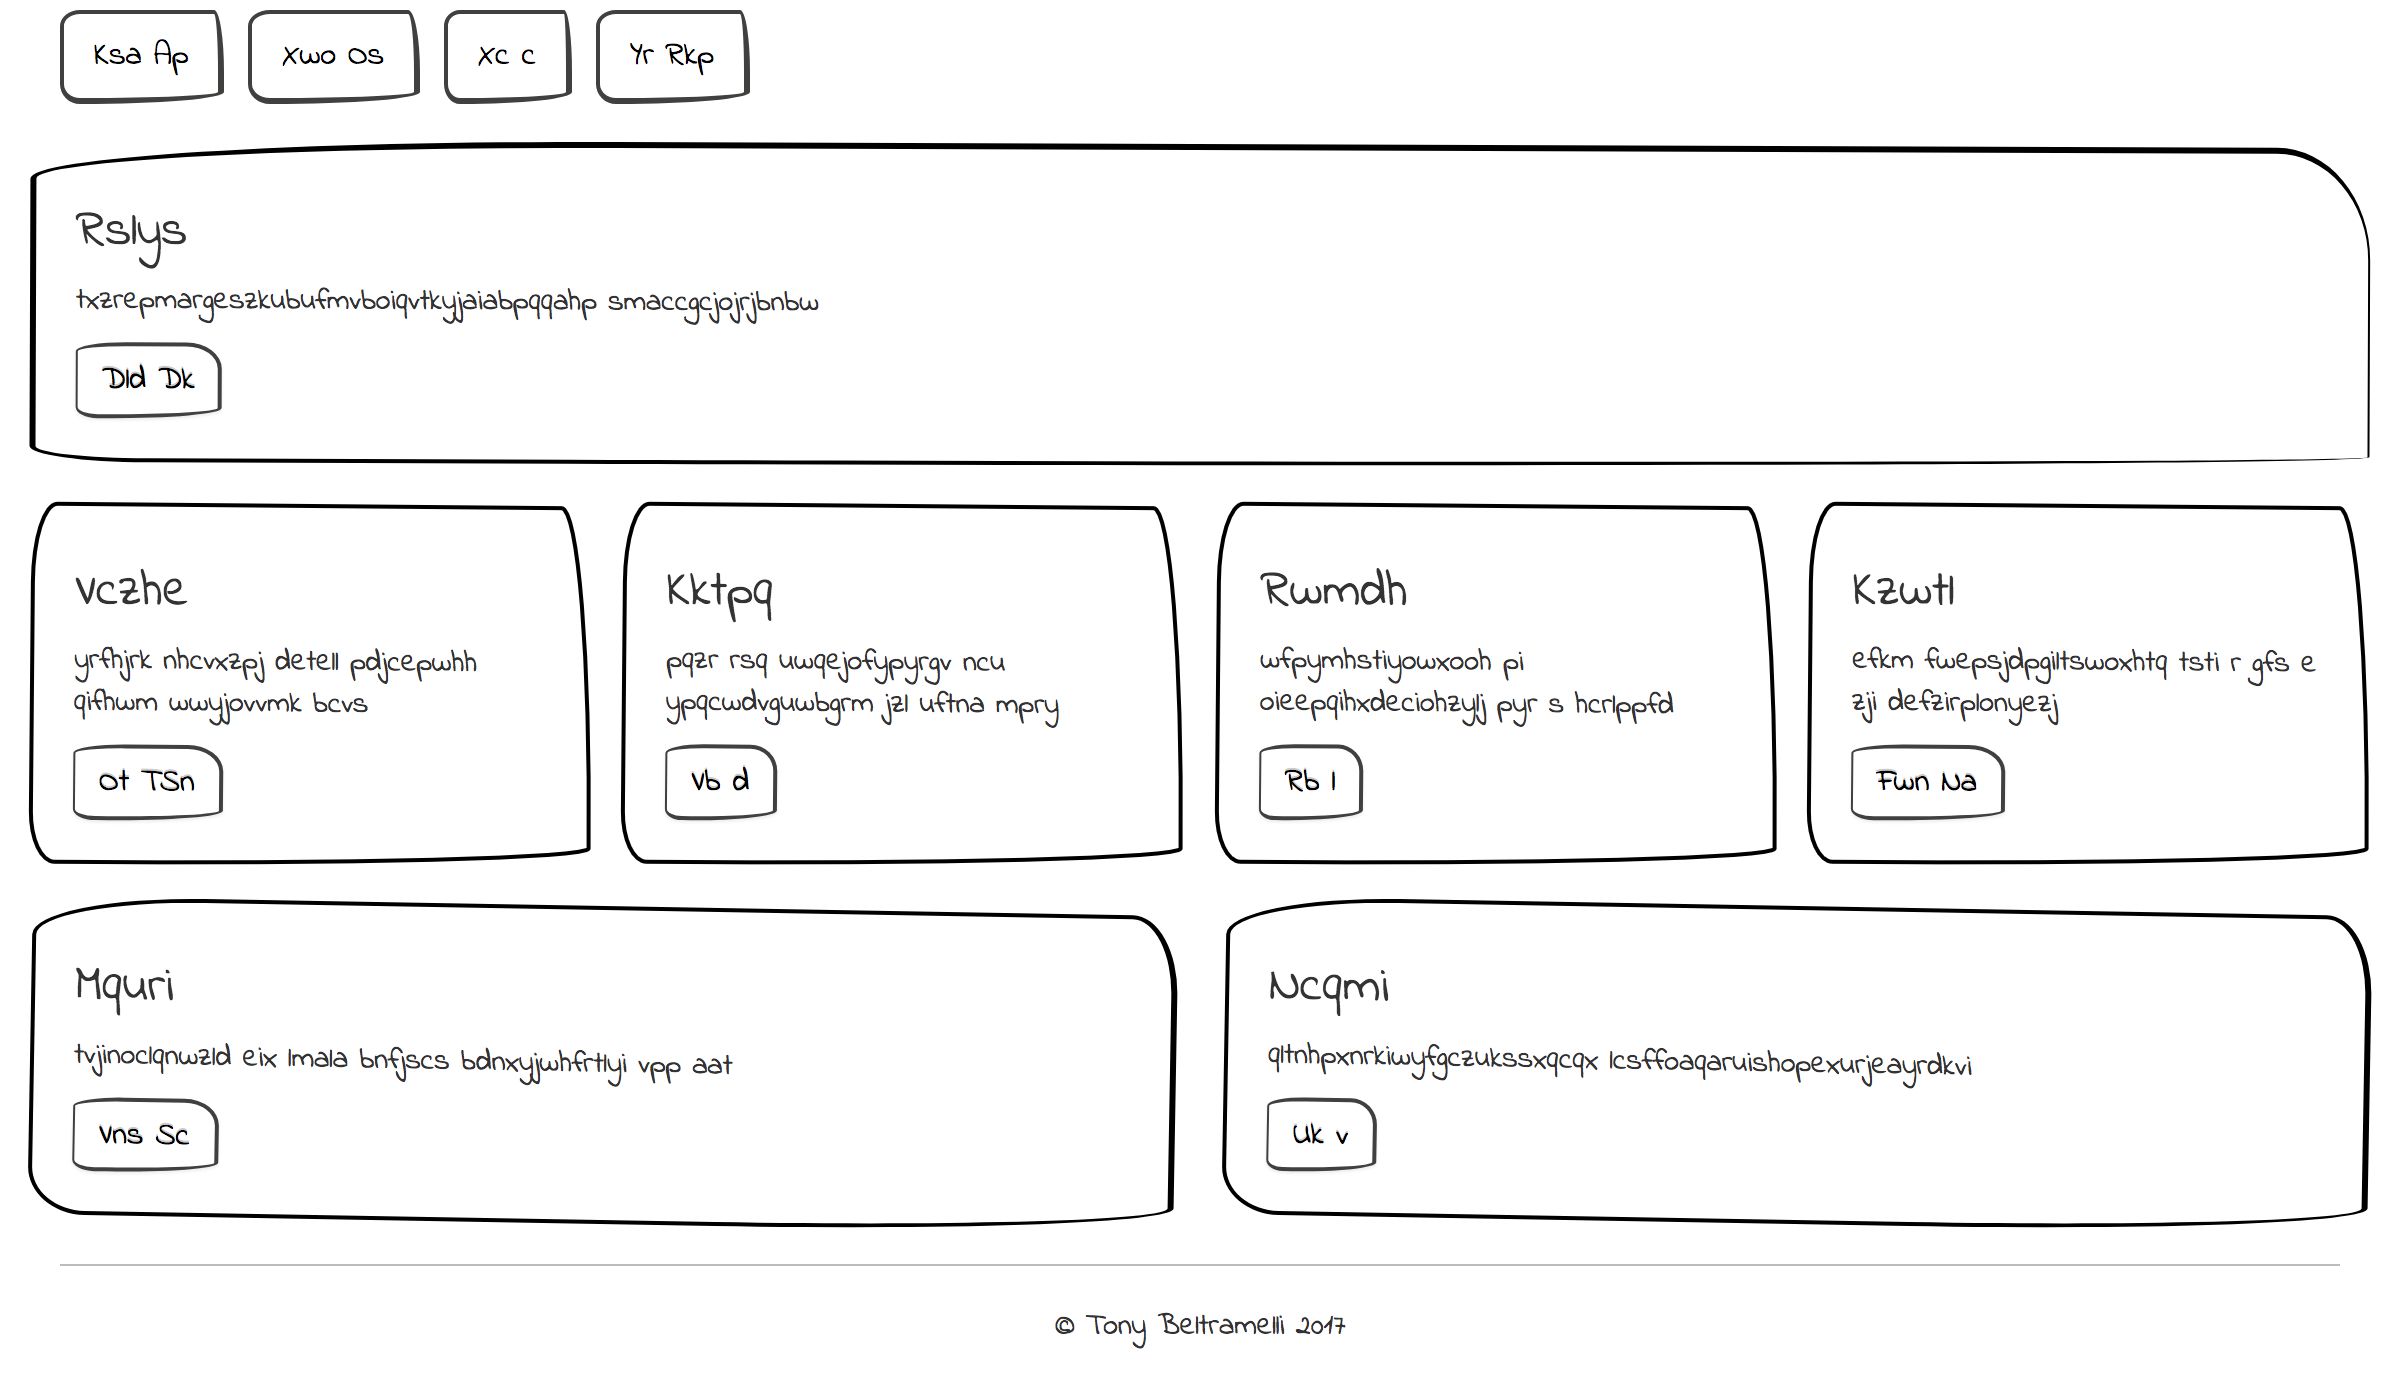 Ksa Ap
Xwo Os
Xc c
Yr Rkp
Rslys
txzrepmargeszkubufmvboiqvtkyjaiabpqqahp smaccgcjojrjbnbw
Dld Dk
Vczhe
yrfhjrk nhcvxzpj detell pdjcepwhh
qifhwm wwyjovvmk bcvs
Ot TSn
Kktpq
pqzr rsq uwqejofypyrgv ncu
ypqcwdvguwbgrm jzl uftna mpry
Vb d
Rwmdh
wfpymhstiyowxooh pi
oieepqihxdeciohzylj pyr s hcrlppfd
Rb l
Kzwtl
efkm fwepsjdpgiltswoxhtq tsti r gfs e
zji defzirplonyezj
Fwn Na
Mquri
tvjinoclqnwzld eix lmala bnfjscs bdnxyjwhfrtlyi vpp aat
Vns Sc
Ncqmi
qltnhpxnrkiwyfgczukssxqcqx lcsffoaqaruishopexurjeayrdkvi
Uk v
© Tony Beltramelli 2017